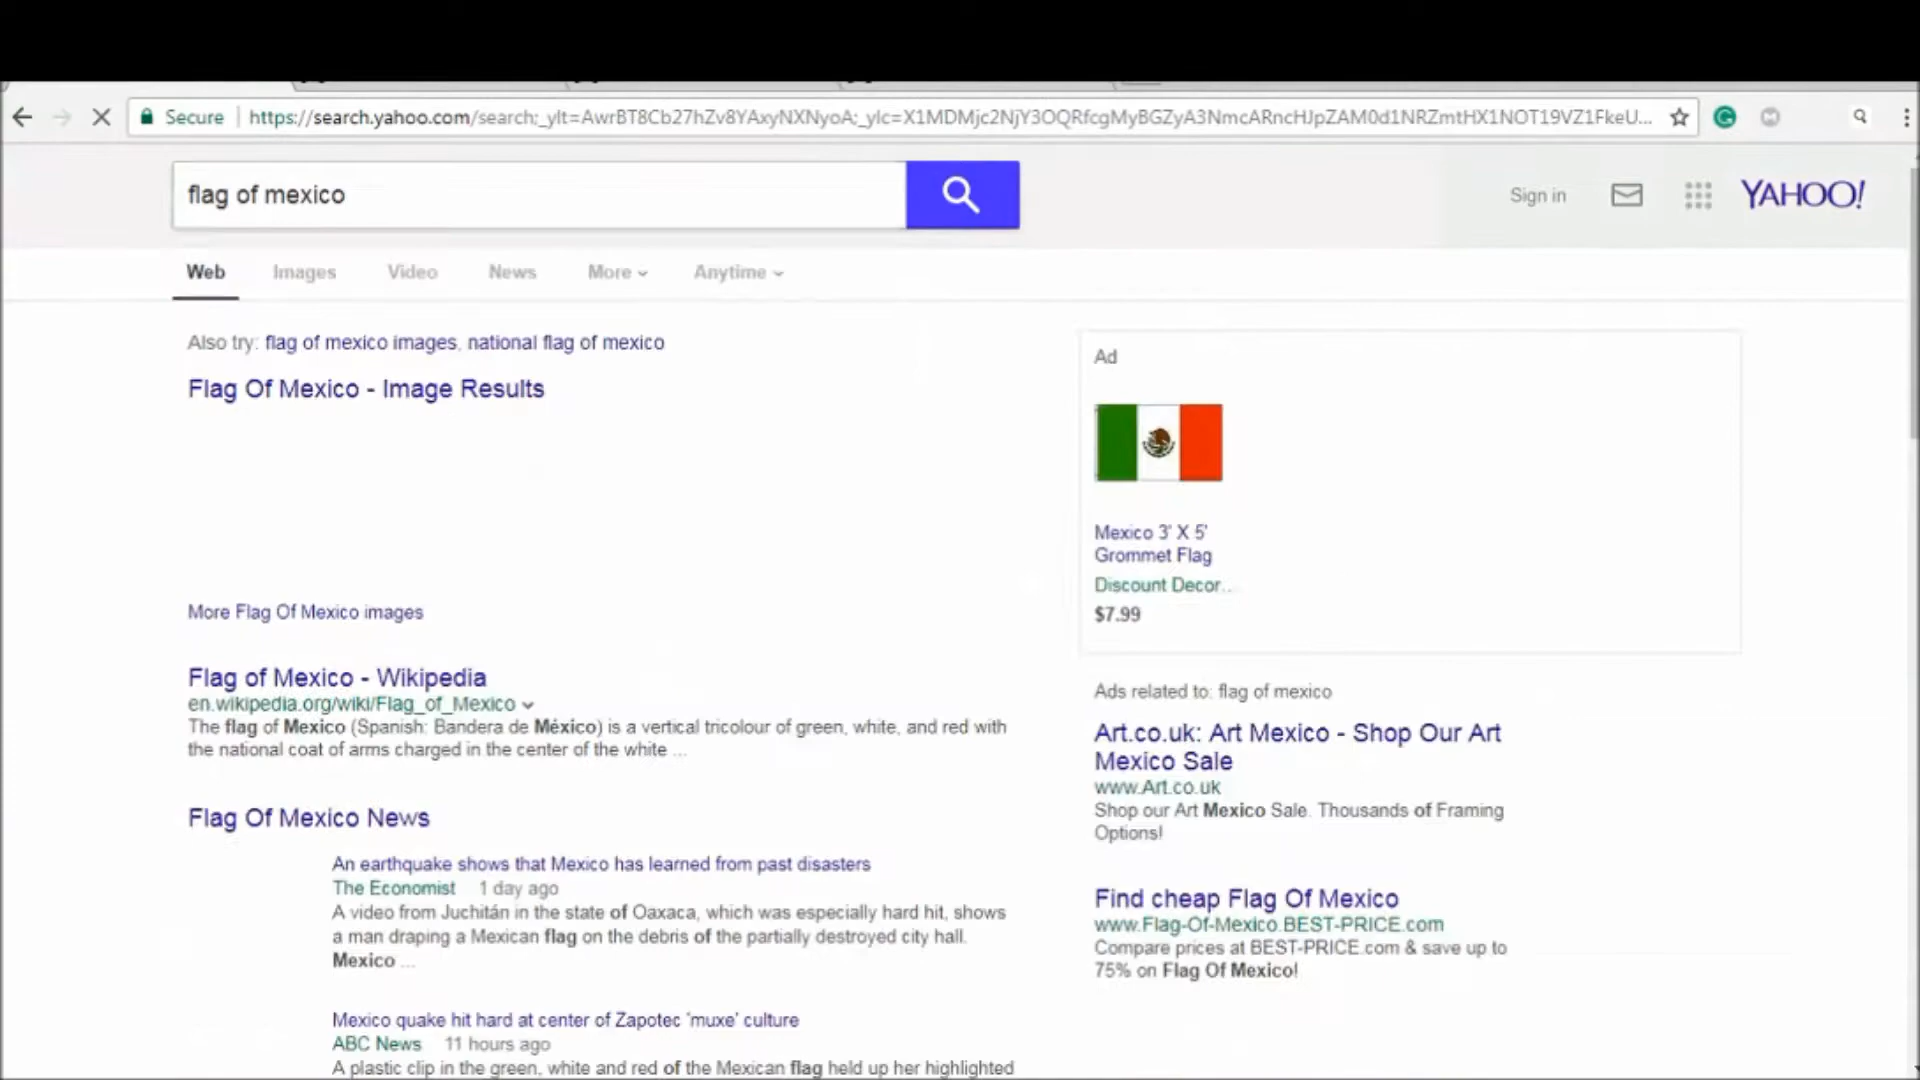 Secure
https://search.yahoo.com/search;_ylt=AwrBT8Cb27hZv8YAxyNXNyoA;_ylc=X1MDMjc2NjY3OQRfcgMyBGZyA3NmcARncHJpZAM0d1NRZmtHX1NOT19VZ1FkeU...
flag of mexico
Sign in
YAHOO!
Web Images Video News More Anytime
Also try: flag of mexico images, national flag of mexico
Flag Of Mexico - Image Results
More Flag Of Mexico images
Flag of Mexico - Wikipedia
en.wikipedia.org/wiki/Flag_of_Mexico
The flag of Mexico (Spanish: Bandera de México) is a vertical tricolour of green, white, and red with
the national coat of arms charged in the center of the white ...
Flag Of Mexico News
An earthquake shows that Mexico has learned from past disasters
The Economist 1 day ago
A video from Juchitán in the state of Oaxaca, which was especially hard hit, shows
a man draping a Mexican flag on the debris of the partially destroyed city hall.
Mexico ...
Mexico quake hit hard at center of Zapotec 'muxe' culture
ABC News 11 hours ago
A plastic clip in the green, white and red of the Mexican flag held up her highlighted
Ad
Mexico 3' X 5'
Grommet Flag
Discount Decor...
$7.99
Ads related to: flag of mexico
Art.co.uk: Art Mexico - Shop Our Art
Mexico Sale
www.Art.co.uk
Shop our Art Mexico Sale. Thousands of Framing
Options!
Find cheap Flag Of Mexico
www.Flag-Of-Mexico.BEST-PRICE.com
Compare prices at BEST-PRICE.com & save up to
75% on Flag Of Mexico!